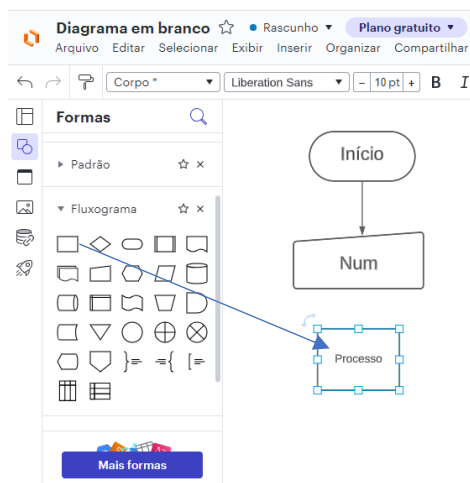 Diagrama em branco
Rascunho
Plano gratuito
Arquivo Editar Selecionar Exibir Inserir Organizar Compartilhar
Corpo *
Liberation Sans
- 10 pt +
B I
Formas
Padrão
Fluxograma
Início
Num
Processo
Mais formas